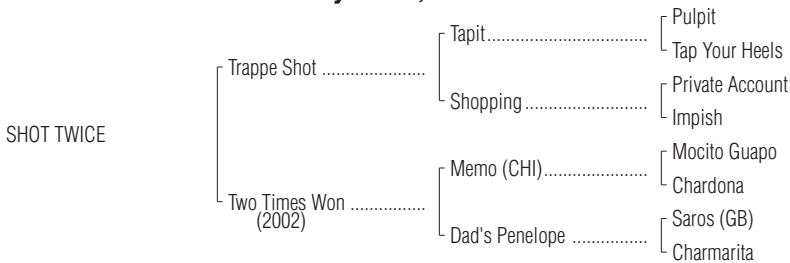 Pulpit
Tapit
Tap Your Heels
Trappe Shot
Private Account
Shopping
Impish
SHOT TWICE
Mocito Guapo
Memo (CHI)
Chardona
Two Times Won
(2002)
Saros (GB)
Dad's Penelope
Charmarita